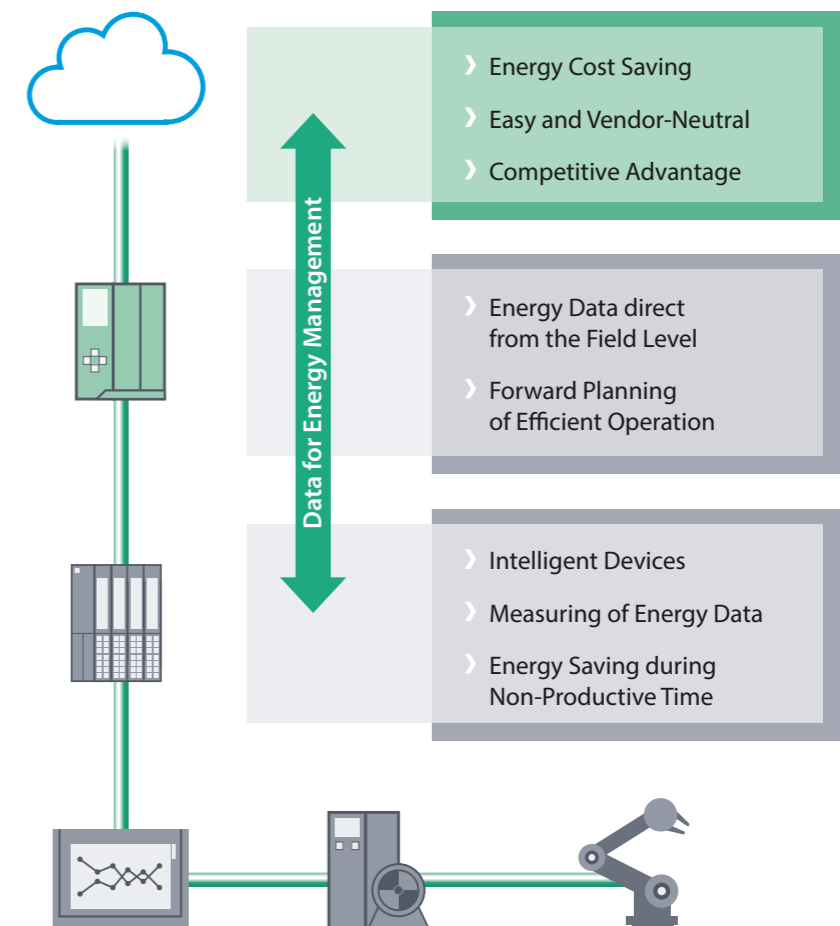 ❯ Energy Cost Saving
❯ Easy and Vendor-Neutral
❯ Competitive Advantage
Data for Energy Management
❯ Energy Data direct
from the Field Level
❯ Forward Planning
of Efficient Operation
❯ Intelligent Devices
❯ Measuring of Energy Data
❯ Energy Saving during
Non-Productive Time